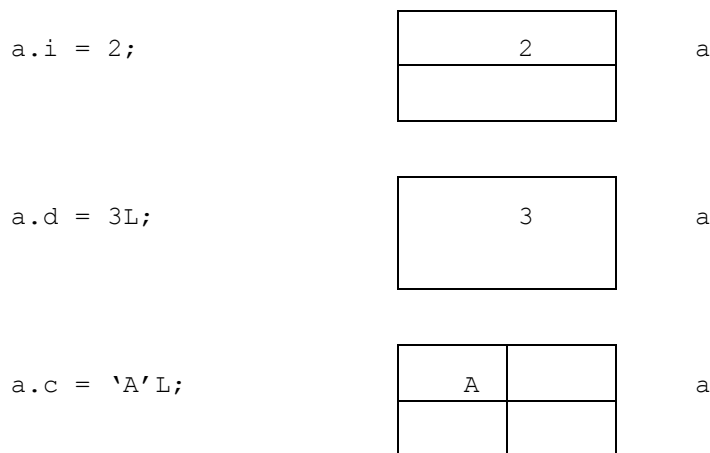 a.i = 2; 2 a
a.d = 3L; 3 a
a.c = ‘A’L; A a